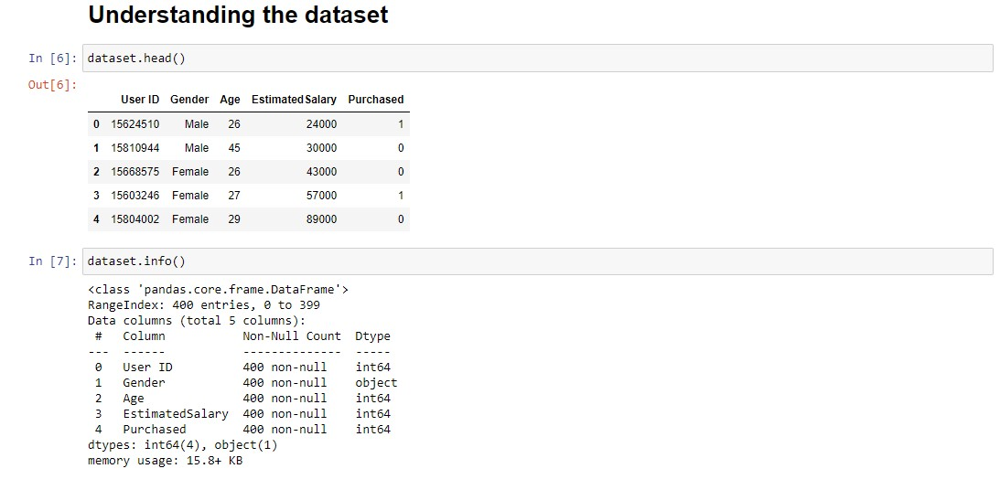 Understanding the dataset
In [6]: dataset.head()
Out[6]:
User ID Gender Age EstimatedSalary Purchased
0 15624510 Male 26 24000 1
1 15810944 Male 45 30000 0
2 15668575 Female 26 43000 0
3 15603246 Female 27 57000 1
4 15804002 Female 29 89000 0
In [7]: dataset.info()
<class 'pandas.core.frame.DataFrame'>
RangeIndex: 400 entries, 0 to 399
Data columns (total 5 columns):
# Column Non-Null Count Dtype
--- ------ -------------- -----
0 User ID 400 non-null int64
1 Gender 400 non-null object
2 Age 400 non-null int64
3 EstimatedSalary 400 non-null int64
4 Purchased 400 non-null int64
dtypes: int64(4), object(1)
memory usage: 15.8+ KB